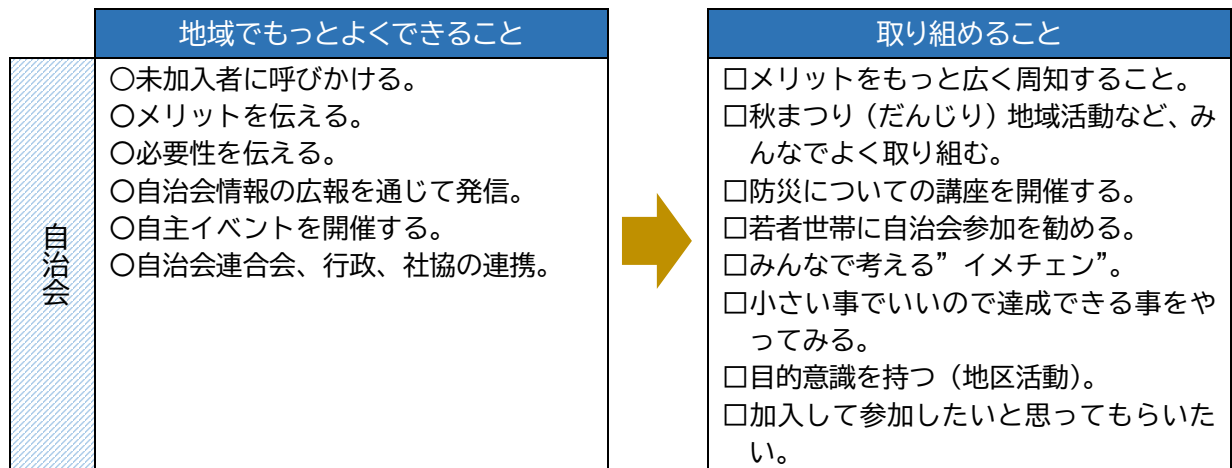 地域でもっとよくできること
自治会
〇未加入者に呼びかける。
〇メリットを伝える。
〇必要性を伝える。
〇自治会情報の広報を通じて発信。
〇自主イベントを開催する。
〇自治会連合会、行政、社協の連携。
取り組めること
□メリットをもっと広く周知すること。
□秋まつり（だんじり）地域活動など、み
んなでよく取り組む。
□防災についての講座を開催する。
□若者世帯に自治会参加を勧める。
□みんなで考える”イメチェン”。
□小さい事でいいので達成できる事をや
ってみる。
□目的意識を持つ（地区活動）。
□加入して参加したいと思ってもらいた
い。